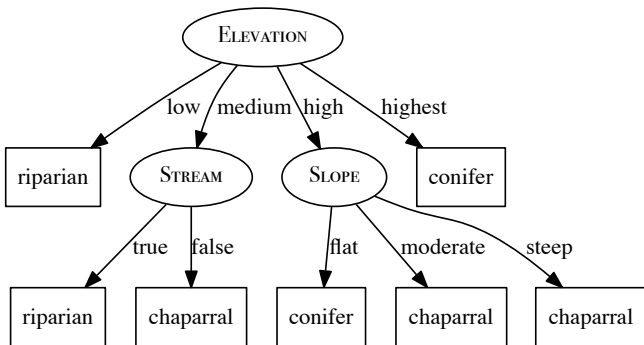 ELEVATION
low
medium
high
highest
riparian
STREAM
SLOPE
conifer
true
false
flat
moderate
steep
riparian
chaparral
conifer
chaparral
chaparral